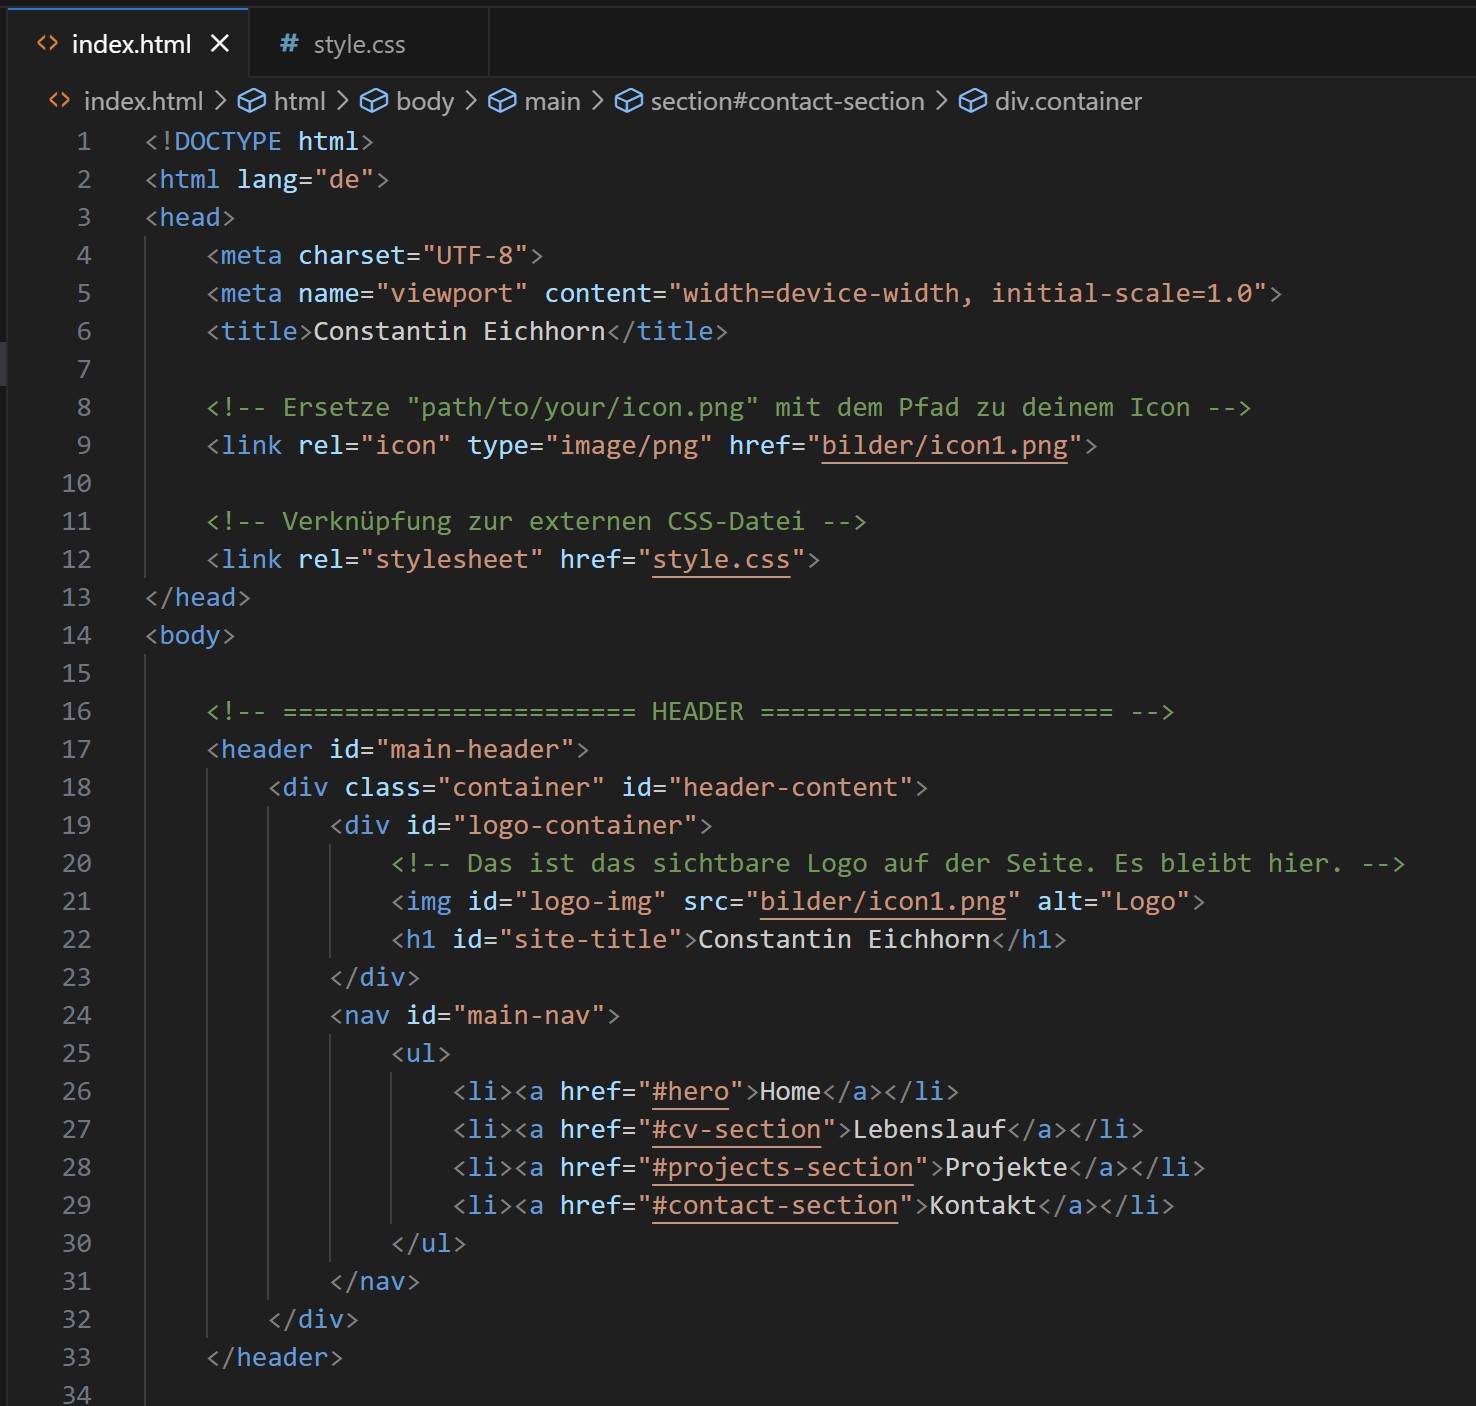 index.html
style.css
index.html > html > body > main > section#contact-section > div.container
1 <!DOCTYPE html>
2 <html lang="de">
3 <head>
4     <meta charset="UTF-8">
5     <meta name="viewport" content="width=device-width, initial-scale=1.0">
6     <title>Constantin Eichhorn</title>
7
8     <!-- Ersetze "path/to/your/icon.png" mit dem Pfad zu deinem Icon -->
9     <link rel="icon" type="image/png" href="bilder/icon1.png">
10
11     <!-- Verknüpfung zur externen CSS-Datei -->
12     <link rel="stylesheet" href="style.css">
13 </head>
14 <body>
15
16     <!-- ======================= HEADER ======================= -->
17     <header id="main-header">
18         <div class="container" id="header-content">
19             <div id="logo-container">
20                 <!-- Das ist das sichtbare Logo auf der Seite. Es bleibt hier. -->
21                 <img id="logo-img" src="bilder/icon1.png" alt="Logo">
22                 <h1 id="site-title">Constantin Eichhorn</h1>
23             </div>
24             <nav id="main-nav">
25                 <ul>
26                     <li><a href="#hero">Home</a></li>
27                     <li><a href="#cv-section">Lebenslauf</a></li>
28                     <li><a href="#projects-section">Projekte</a></li>
29                     <li><a href="#contact-section">Kontakt</a></li>
30                 </ul>
31             </nav>
32         </div>
33     </header>
34